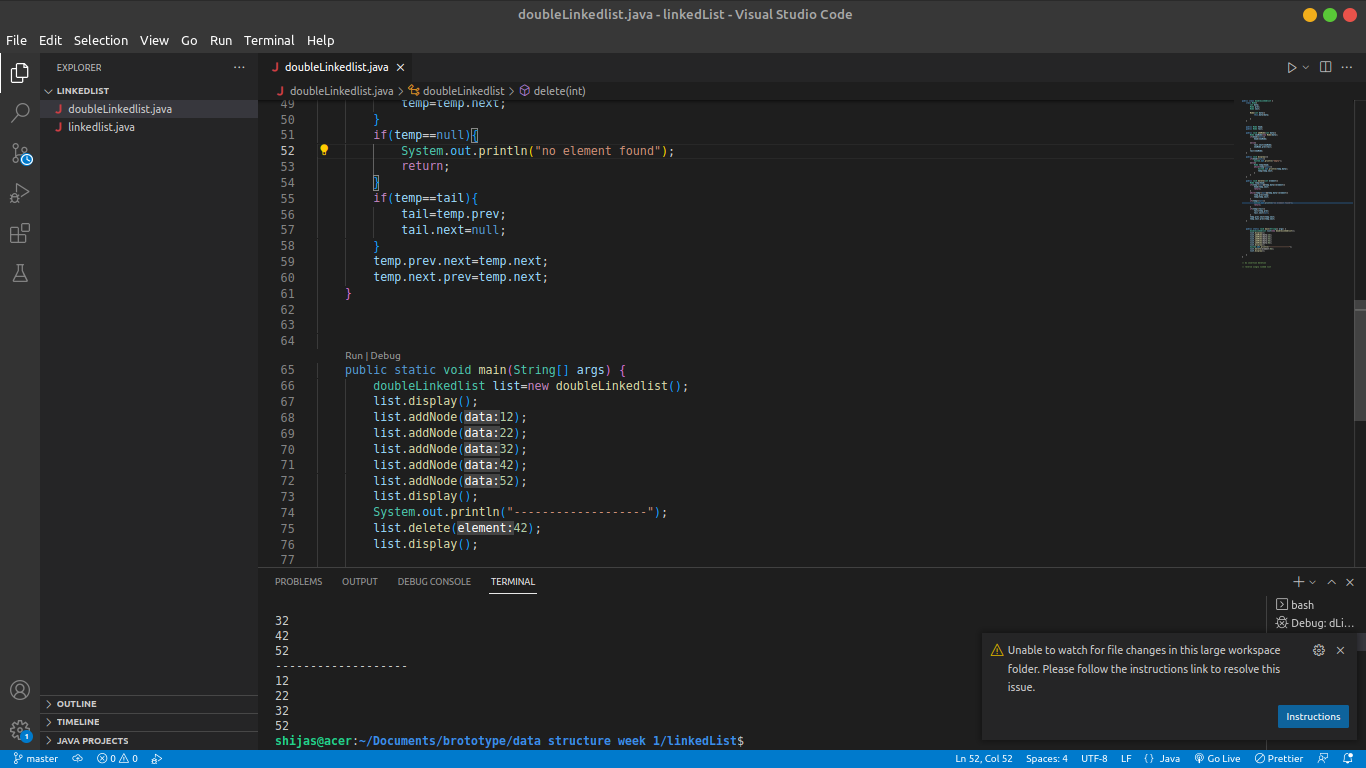 doubleLinkedlist.java - linkedList - Visual Studio Code
File Edit Selection View Go Run Terminal Help
EXPLORER
LINKEDLIST
J doubleLinkedlist.java
J linkedlist.java
OUTLINE
TIMELINE
JAVA PROJECTS
J doubleLinkedlist.java
J doubleLinkedlist.java > doubleLinkedlist > delete(int)
49 temp=temp.next;
50 }
51 if(temp==null){
52 System.out.println("no element found");
53 return;
54 }
55 if(temp==tail){
56 tail=temp.prev;
57 tail.next=null;
58 }
59 temp.prev.next=temp.next;
60 temp.next.prev=temp.next;
61 }
62
63
64
Run | Debug
65 public static void main(String[] args) {
66 doubleLinkedlist list=new doubleLinkedlist();
67 list.display();
68 list.addNode(data:12);
69 list.addNode(data:22);
70 list.addNode(data:32);
71 list.addNode(data:42);
72 list.addNode(data:52);
73 list.display();
74 System.out.println("-------------------");
75 list.delete(element:42);
76 list.display();
77
PROBLEMS OUTPUT DEBUG CONSOLE TERMINAL
32
42
52
-------------------
12
22
32
52
shijas@acer:~/Documents/brototype/data structure week 1/linkedList$
bash
Debug: dLi...
Unable to watch for file changes in this large workspace
folder. Please follow the instructions link to resolve this
issue.
Instructions
1
master 0 0 Ln 52, Col 52 Spaces: 4 UTF-8 LF {} Java Go Live Prettier